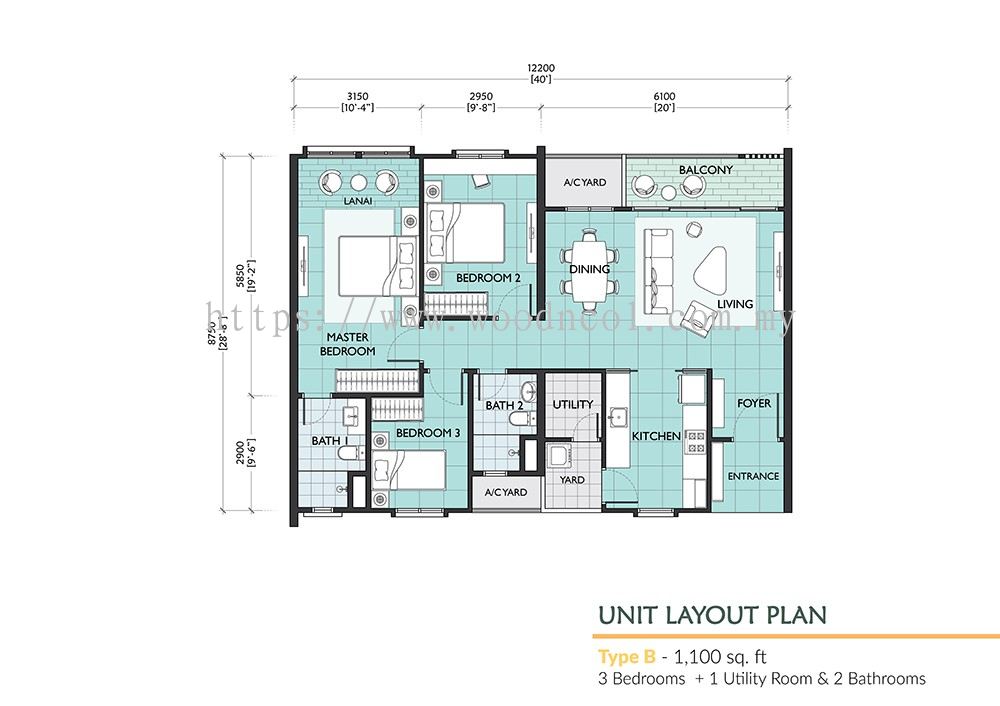 12200
[40']
3150
[10'-4"]
2950
[9'-8"]
6100
[20']
BALCONY
A/C YARD
LANAI
5850
[19'-2"]
8750
[28'-8"]
2900
[9'-6"]
BEDROOM 2
DINING
LIVING
https://www.woodncol.com.my
MASTER
BEDROOM
BATH 2
UTILITY
FOYER
BATH 1
BEDROOM 3
KITCHEN
YARD
ENTRANCE
A/C YARD
UNIT LAYOUT PLAN
Type B - 1,100 sq. ft
3 Bedrooms + 1 Utility Room & 2 Bathrooms